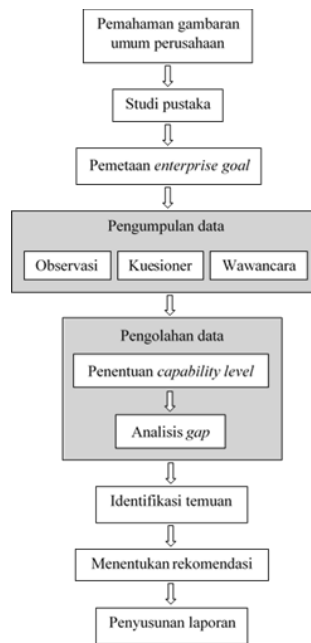 Pemahaman gambaran
umum perusahaan
Studi pustaka
Pemetaan enterprise goal
Pengumpulan data
Observasi
Kuesioner
Wawancara
Pengolahan data
Penentuan capability level
Analisis gap
Identifikasi temuan
Menentukan rekomendasi
Penyusunan laporan